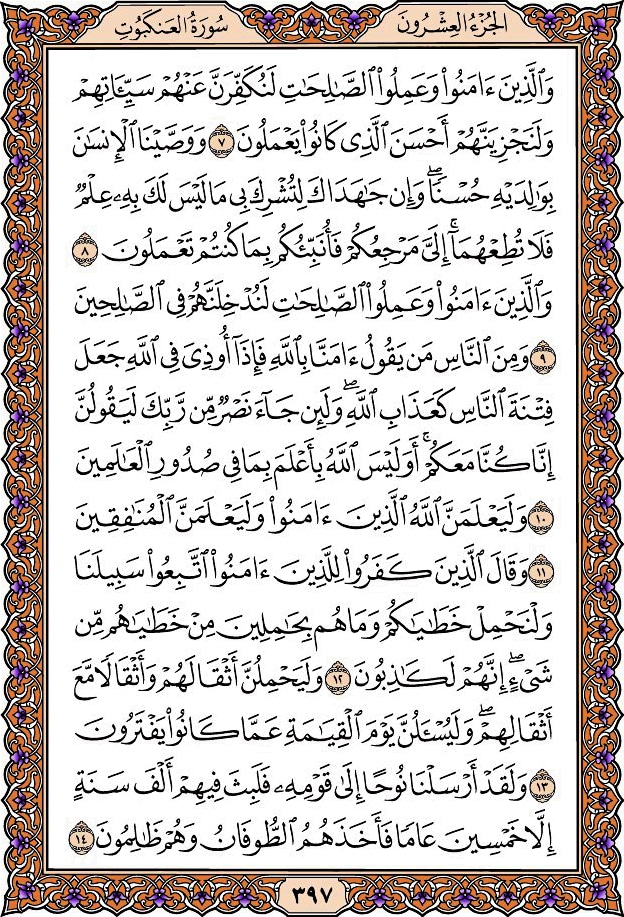 الجُزْءُ العِشْرُونَ
سُورَةُ العَنكَبُوتِ
وَٱلَّذِينَ ءَامَنُوا۟ وَعَمِلُوا۟ ٱلصَّـٰلِحَـٰتِ لَنُكَفِّرَنَّ عَنْهُمْ سَيِّـَٔاتِهِمْ
وَلَنَجْزِيَنَّهُمْ أَحْسَنَ ٱلَّذِى كَانُوا۟ يَعْمَلُونَ ٧ وَوَصَّيْنَا ٱلْإِنسَـٰنَ
بِوَٰلِدَيْهِ حُسْنًا ۖ وَإِن جَـٰهَدَاكَ لِتُشْرِكَ بِى مَا لَيْسَ لَكَ بِهِۦ عِلْمٌ
فَلَا تُطِعْهُمَآ ۚ إِلَىَّ مَرْجِعُكُمْ فَأُنَبِّئُكُم بِمَا كُنتُمْ تَعْمَلُونَ ٨
وَٱلَّذِينَ ءَامَنُوا۟ وَعَمِلُوا۟ ٱلصَّـٰلِحَـٰتِ لَنُدْخِلَنَّهُمْ فِى ٱلصَّـٰلِحِينَ
٩ وَمِنَ ٱلنَّاسِ مَن يَقُولُ ءَامَنَّا بِٱللَّهِ فَإِذَآ أُوذِىَ فِى ٱللَّهِ جَعَلَ
فِتْنَةَ ٱلنَّاسِ كَعَذَابِ ٱللَّهِ ۖ وَلَئِن جَآءَ نَصْرٌ مِّن رَّبِّكَ لَيَقُولُنَّ
إِنَّا كُنَّا مَعَكُمْ ۚ أَوَلَيْسَ ٱللَّهُ بِأَعْلَمَ بِمَا فِى صُدُورِ ٱلْعَـٰلَمِينَ
١٠ وَلَيَعْلَمَنَّ ٱللَّهُ ٱلَّذِينَ ءَامَنُوا۟ وَلَيَعْلَمَنَّ ٱلْمُنَـٰفِقِينَ
١١ وَقَالَ ٱلَّذِينَ كَفَرُوا۟ لِلَّذِينَ ءَامَنُوا۟ ٱتَّبِعُوا۟ سَبِيلَنَا
وَلْنَحْمِلْ خَطَـٰيَـٰكُمْ وَمَا هُم بِحَـٰمِلِينَ مِنْ خَطَـٰيَـٰهُم مِّن
شَىْءٍ ۖ إِنَّهُمْ لَكَـٰذِبُونَ ١٢ وَلَيَحْمِلُنَّ أَثْقَالَهُمْ وَأَثْقَالًا مَّعَ
أَثْقَالِهِمْ ۖ وَلَيُسْـَٔلُنَّ يَوْمَ ٱلْقِيَـٰمَةِ عَمَّا كَانُوا۟ يَفْتَرُونَ
١٣ وَلَقَدْ أَرْسَلْنَا نُوحًا إِلَىٰ قَوْمِهِۦ فَلَبِثَ فِيهِمْ أَلْفَ سَنَةٍ
إِلَّا خَمْسِينَ عَامًا فَأَخَذَهُمُ ٱلطُّوفَانُ وَهُمْ ظَـٰلِمُونَ ١٤
٣٩٧